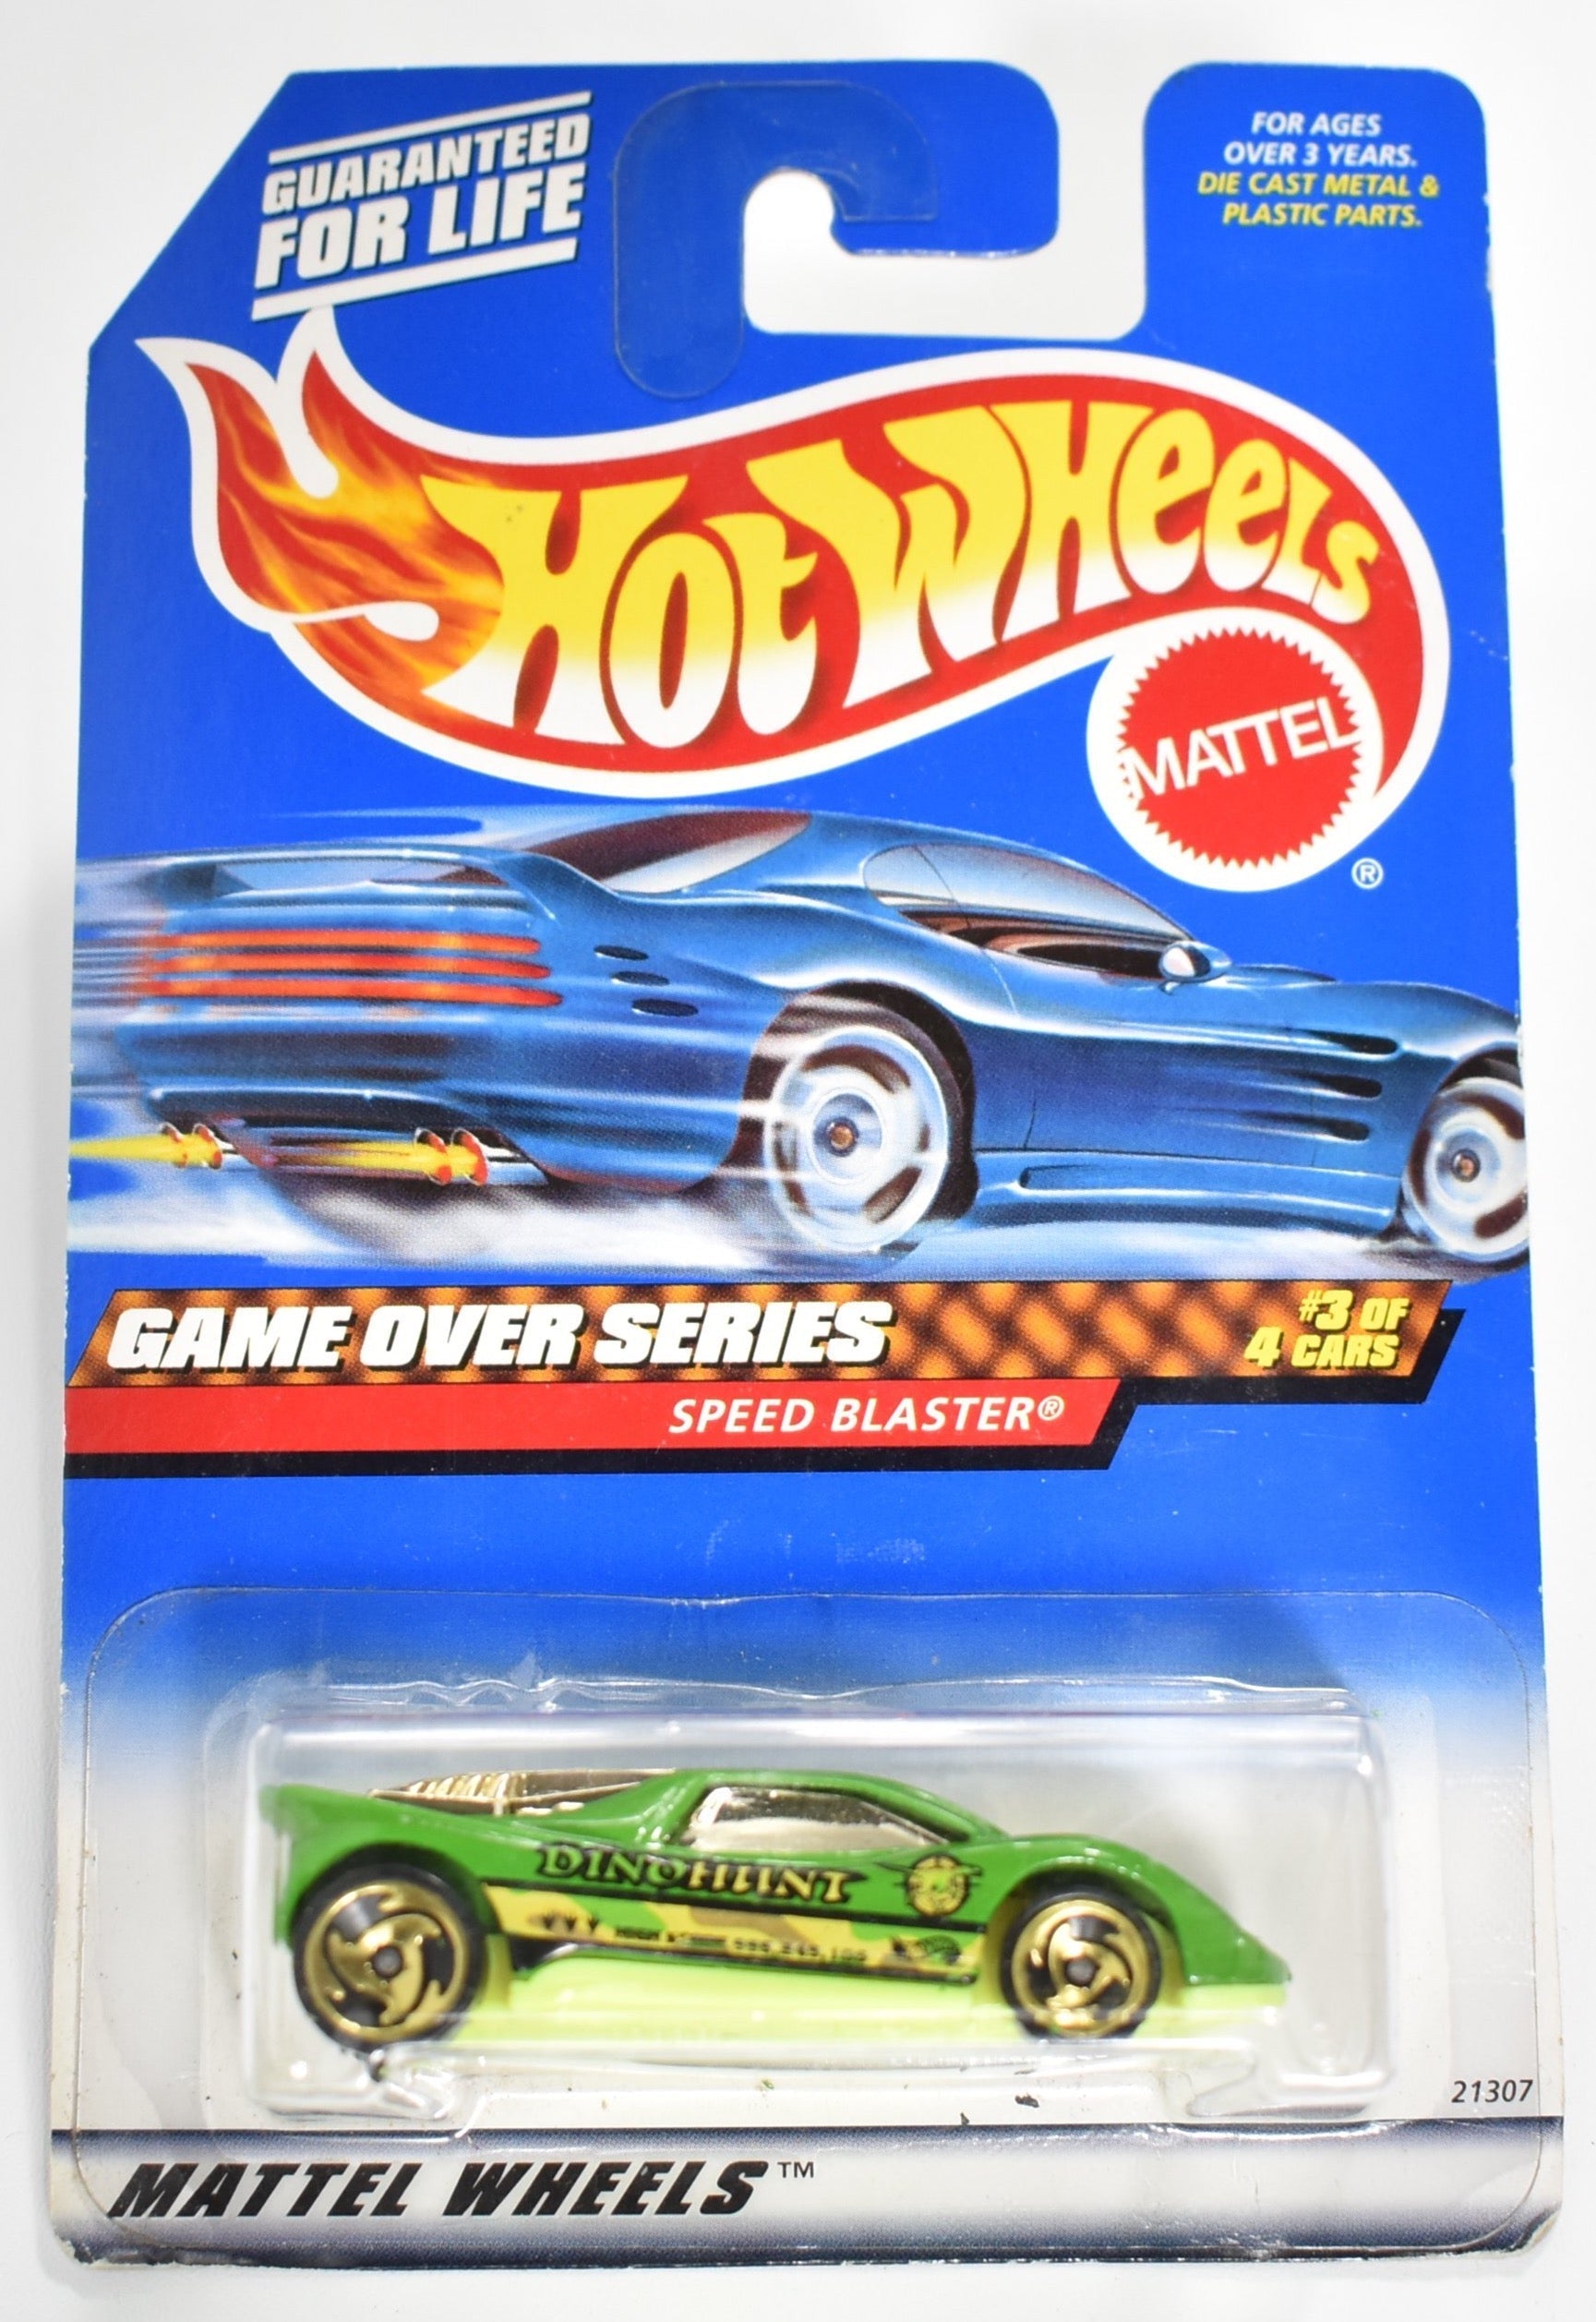 GUARANTEED
FOR LIFE
FOR AGES
OVER 3 YEARS.
DIE CAST METAL &
PLASTIC PARTS.
HOT WHEELS
MATTEL
®
GAME OVER SERIES
#3 OF
4 CARS
SPEED BLASTER®
DINOHUNT
HIGH
21307
MATTEL WHEELS™